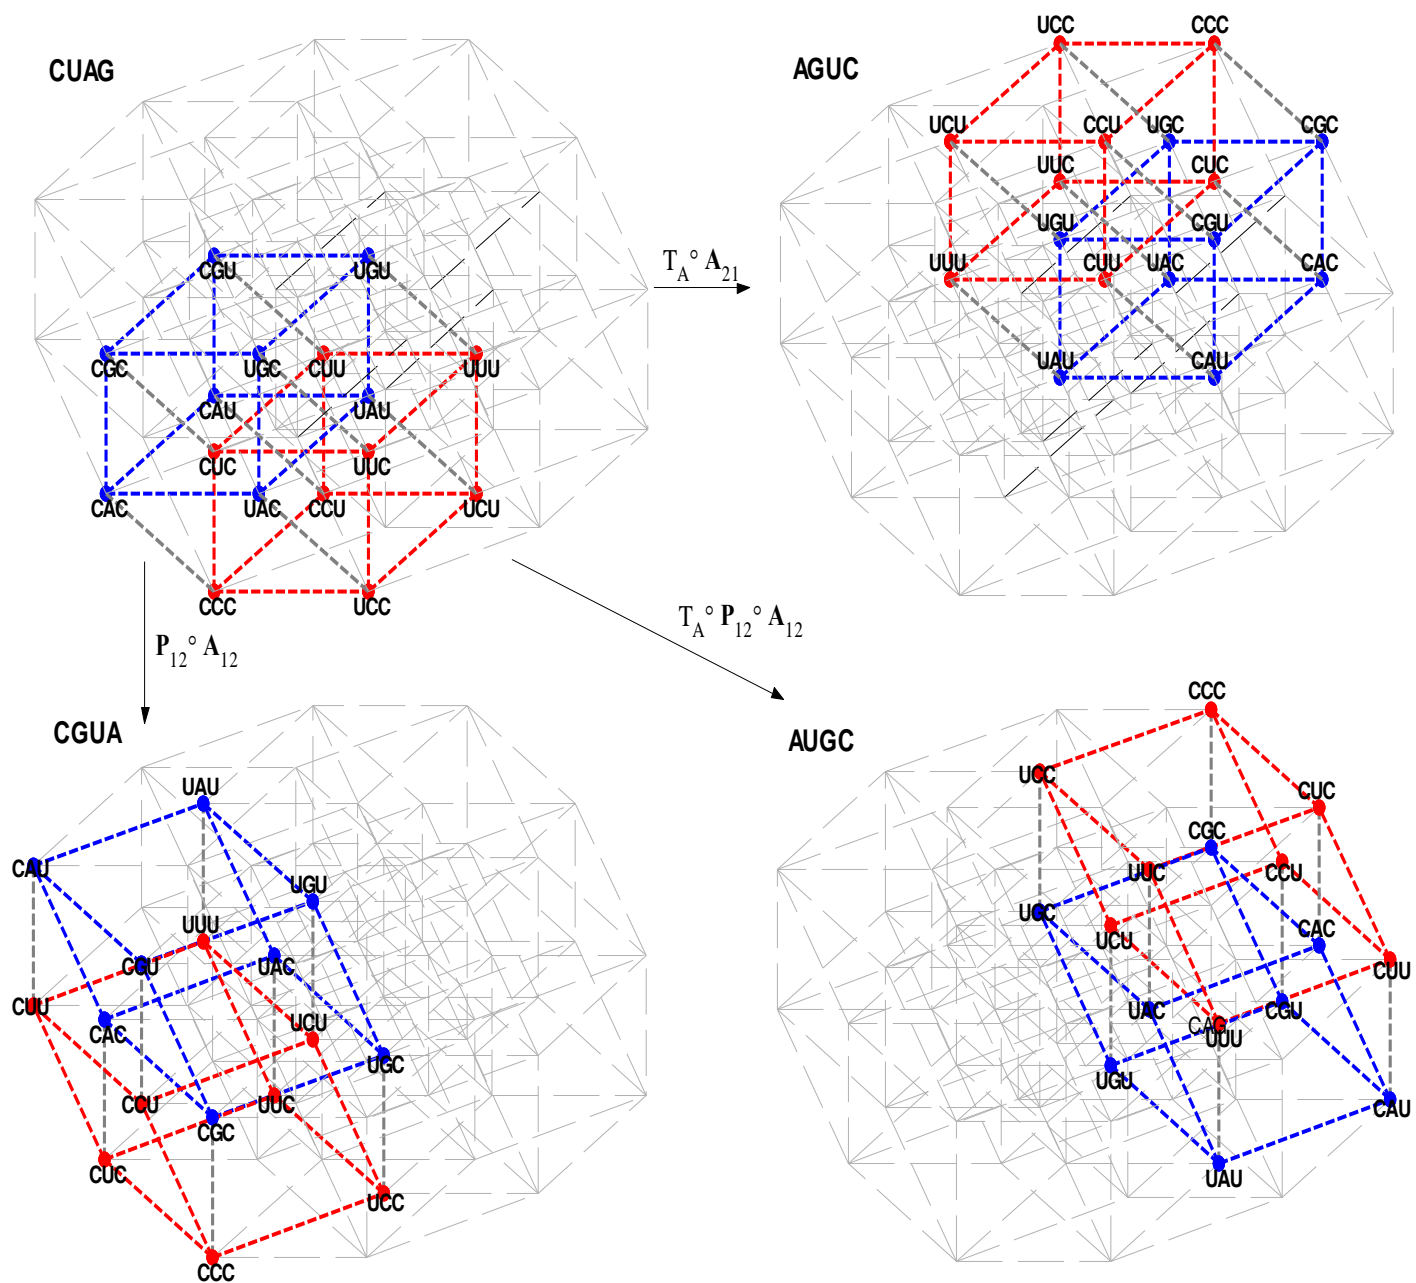 UCC CCC
CUAG AGUC
UCU CCU UGC CGC
UUC CUC
UGU CGU
CGU UGU T_A° A_21 UUU CUU UAC CAC
CGC UGC CUU UUU UAU CAU
CAU UAU
CUC UUC
CAC UAC CCU UCU
CCC UCC
P_12° A_12 T_A° P_12° A_12
CCC
CGUA AUGC
UAU UCC CUC
CAU UGU CGC
UUC CCU
UUU UGC
CGU UAC UCU CAC
CUU CUU
CAC UCU UAC CAG CGU
UUU
UGC UGU
CCU UUC CAU
CGC
CUC UAU
UCC
CCC